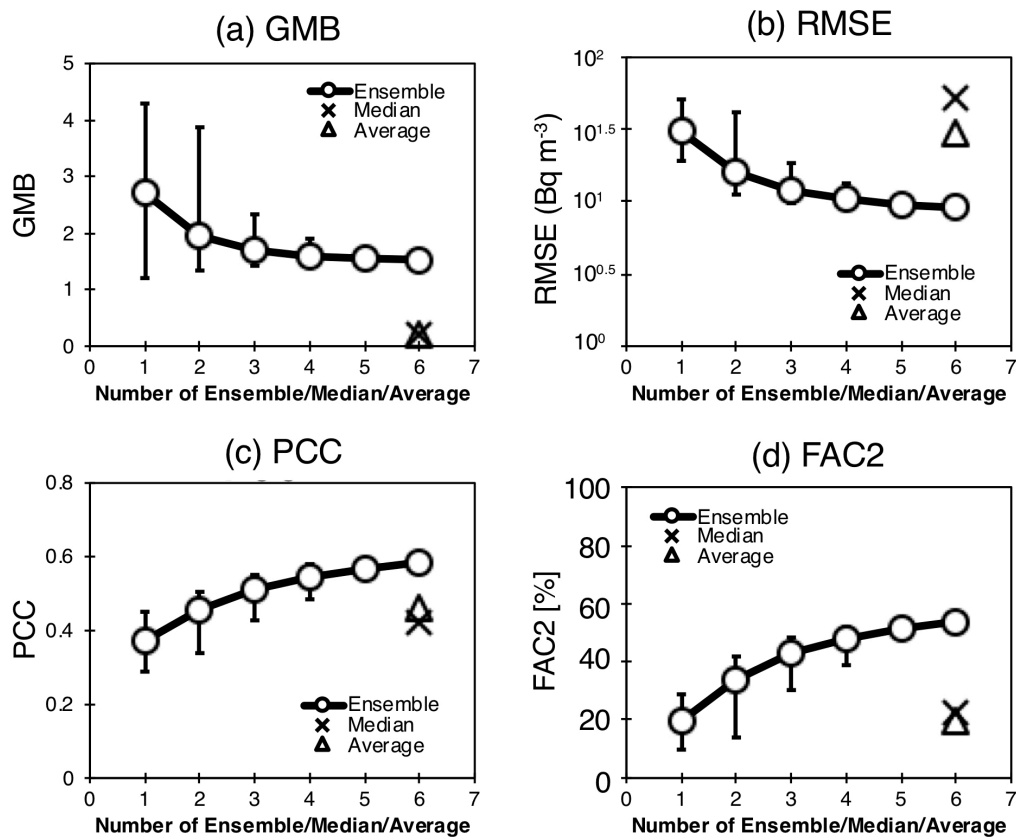 (a) GMB
5
4
3
2
1
0
GMB
Ensemble
Median
Average
0 1 2 3 4 5 6 7
Number of Ensemble/Median/Average
(b) RMSE
10²
10¹·⁵
10¹
10⁰·⁵
10⁰
RMSE (Bq m⁻³)
Ensemble
Median
Average
0 1 2 3 4 5 6 7
Number of Ensemble/Median/Average
(c) PCC
0.8
0.6
0.4
0.2
0
PCC
Ensemble
Median
Average
0 1 2 3 4 5 6 7
Number of Ensemble/Median/Average
(d) FAC2
100
80
60
40
20
0
FAC2 [%]
Ensemble
Median
Average
0 1 2 3 4 5 6 7
Number of Ensemble/Median/Average